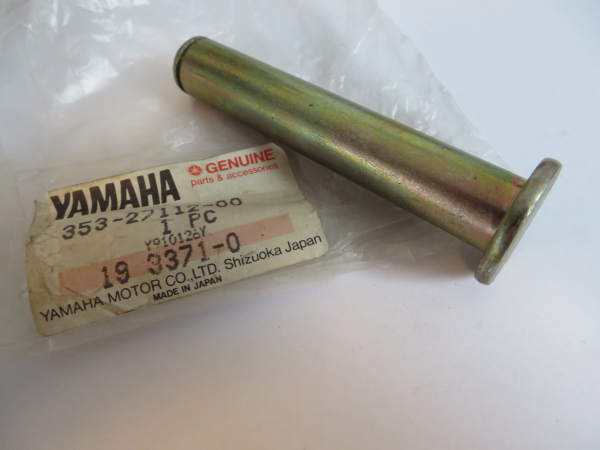 YAMAHA GENUINE
parts & accessories
353-27112-00
1 PC
Y910126Y
19 3371-0
YAMAHA MOTOR CO.,LTD. Shizuoka Japan
MADE IN JAPAN